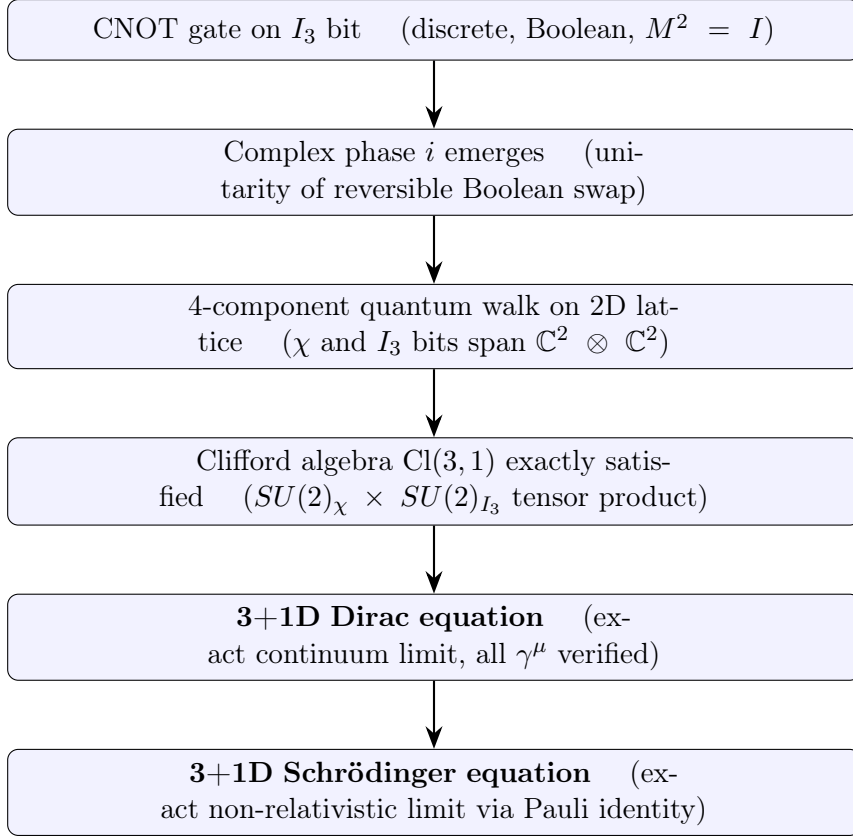 CNOT gate on I₃ bit (discrete, Boolean, M² = I)
Complex phase i emerges (uni-
tarity of reversible Boolean swap)
4-component quantum walk on 2D lat-
tice (χ and I₃ bits span ℂ² ⊗ ℂ²)
Clifford algebra Cl(3, 1) exactly satis-
fied (SU(2)χ × SU(2)I₃ tensor product)
3+1D Dirac equation (ex-
act continuum limit, all γ^μ verified)
3+1D Schrödinger equation (ex-
act non-relativistic limit via Pauli identity)